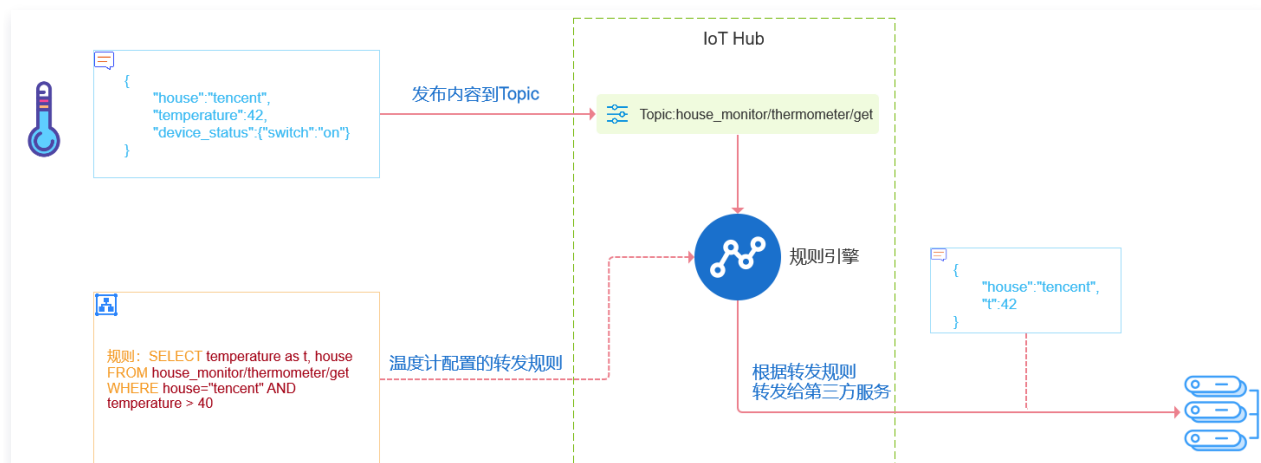 IoT Hub
{
"house":"tencent",
"temperature":42,
"device_status":{"switch":"on"}
}
发布内容到Topic
Topic:house_monitor/thermometer/get
规则引擎
{
"house":"tencent",
"t":42
}
规则：SELECT temperature as t, house
FROM house_monitor/thermometer/get
WHERE house="tencent" AND
temperature > 40
温度计配置的转发规则
根据转发规则
转发给第三方服务